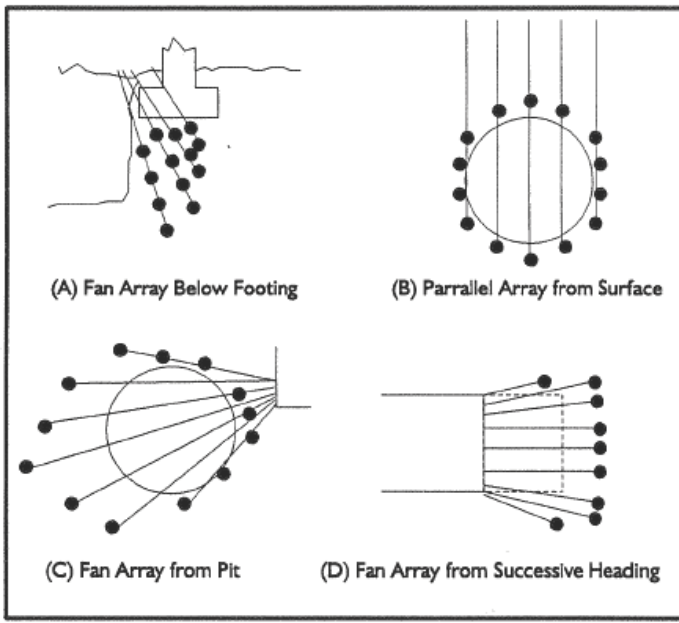 (A) Fan Array Below Footing
(B) Parrallel Array from Surface
(C) Fan Array from Pit
(D) Fan Array from Successive Heading